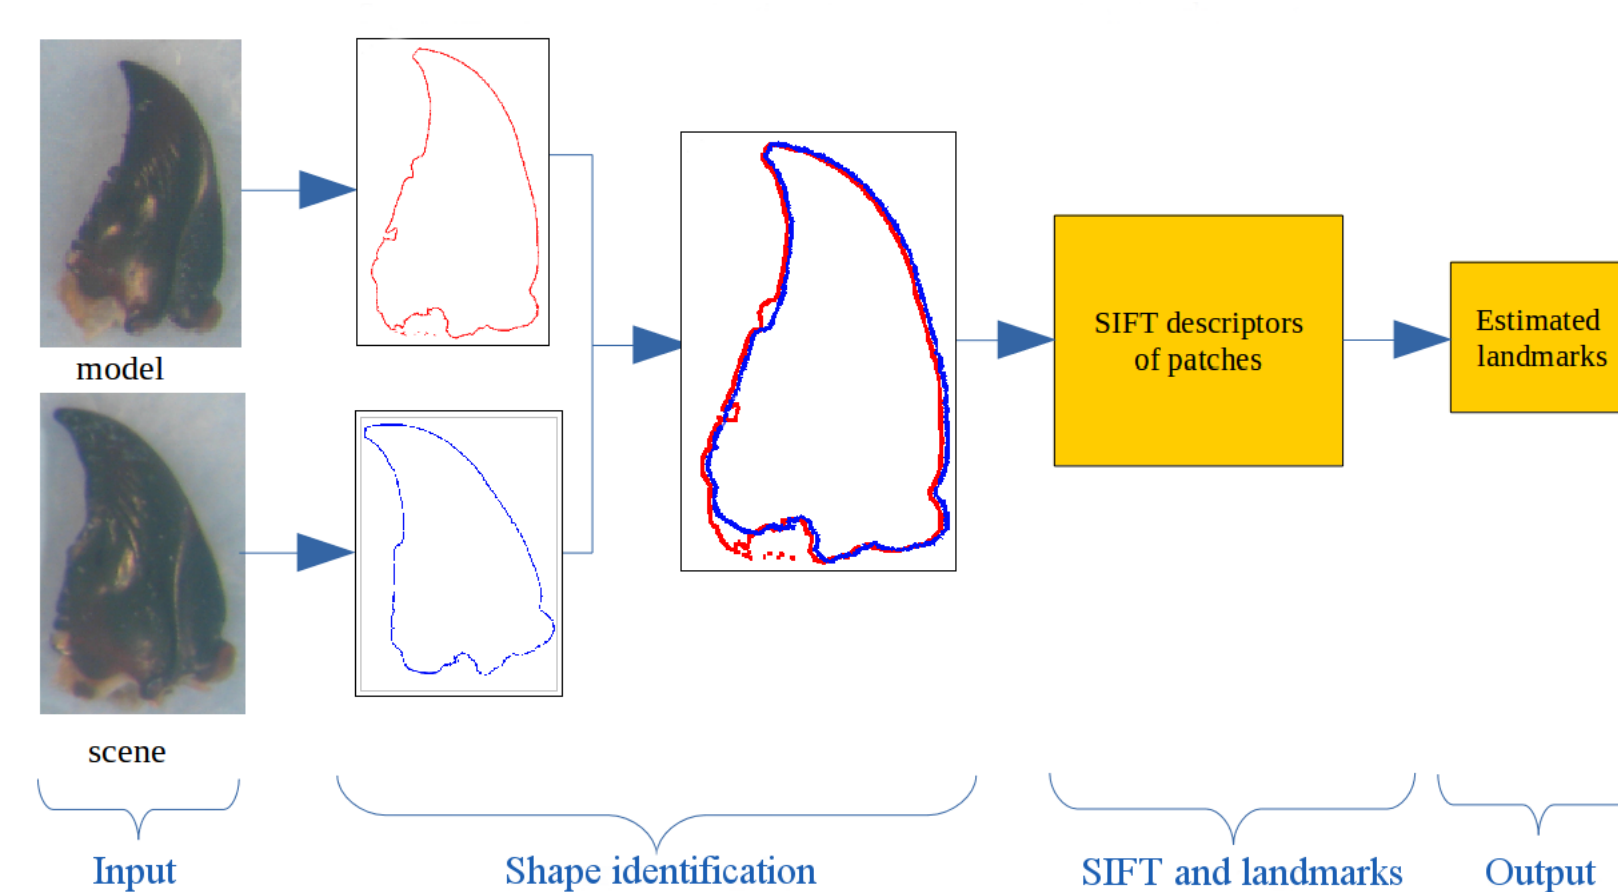 model
scene
SIFT descriptors
of patches
Estimated
landmarks
Input
Shape identification
SIFT and landmarks
Output